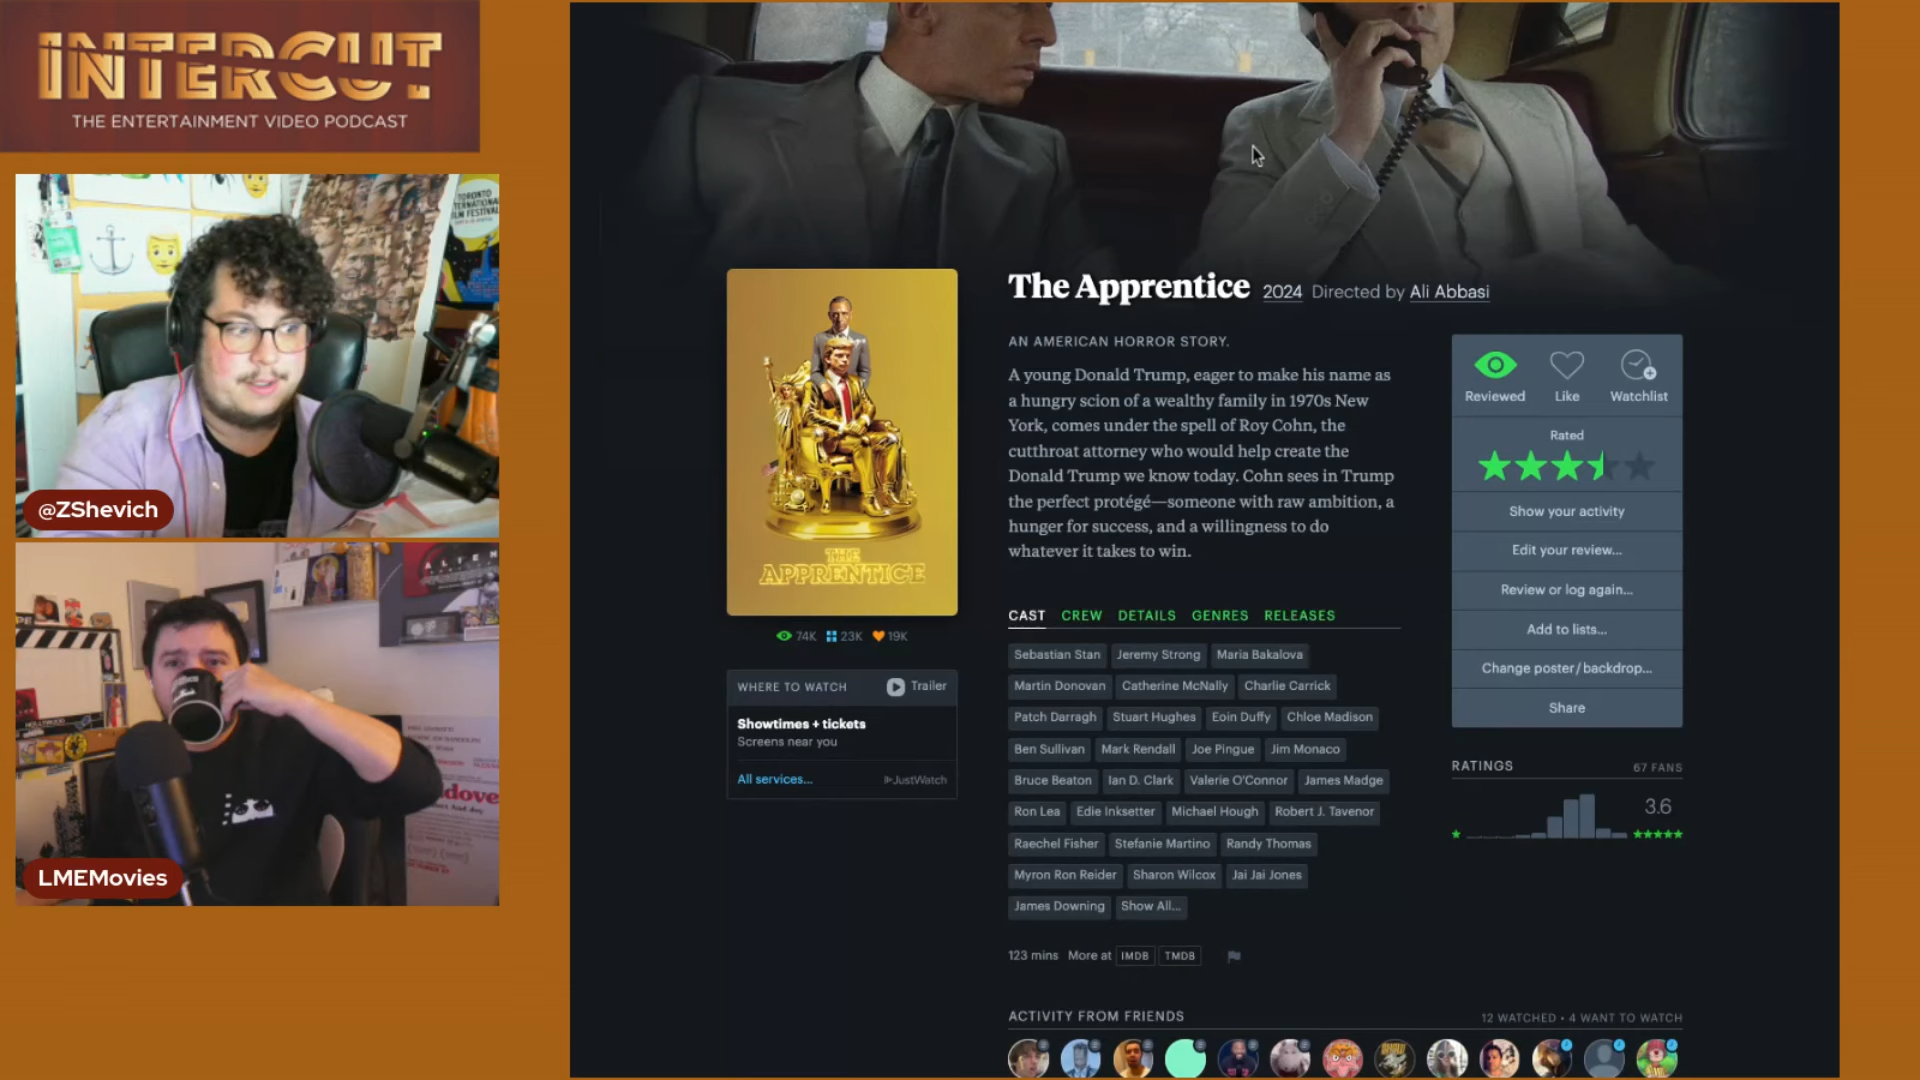 INTERCUT
THE ENTERTAINMENT VIDEO PODCAST
TORONTO
INTERNATIONAL
FILM FESTIVAL
@ZShevich
ALIEN
HOLLYWOOD
LMEMovies
The Apprentice 2024 Directed by Ali Abbasi
AN AMERICAN HORROR STORY.
A young Donald Trump, eager to make his name as
a hungry scion of a wealthy family in 1970s New
York, comes under the spell of Roy Cohn, the
cutthroat attorney who would help create the
Donald Trump we know today. Cohn sees in Trump
the perfect protégé—someone with raw ambition, a
hunger for success, and a willingness to do
whatever it takes to win.
THE
APPRENTICE
74K 23K 19K
WHERE TO WATCH Trailer
Showtimes + tickets
Screens near you
All services... JustWatch
CAST CREW DETAILS GENRES RELEASES
Sebastian Stan Jeremy Strong Maria Bakalova
Martin Donovan Catherine McNally Charlie Carrick
Patch Darragh Stuart Hughes Eoin Duffy Chloe Madison
Ben Sullivan Mark Rendall Joe Pingue Jim Monaco
Bruce Beaton Ian D. Clark Valerie O'Connor James Madge
Ron Lea Edie Inksetter Michael Hough Robert J. Tavenor
Raechel Fisher Stefanie Martino Randy Thomas
Myron Ron Reider Sharon Wilcox Jai Jai Jones
James Downing Show All...
123 mins More at IMDB TMDB
Reviewed Like Watchlist
Rated
Show your activity
Edit your review...
Review or log again...
Add to lists...
Change poster/backdrop...
Share
RATINGS 67 FANS
3.6
ACTIVITY FROM FRIENDS 12 WATCHED • 4 WANT TO WATCH